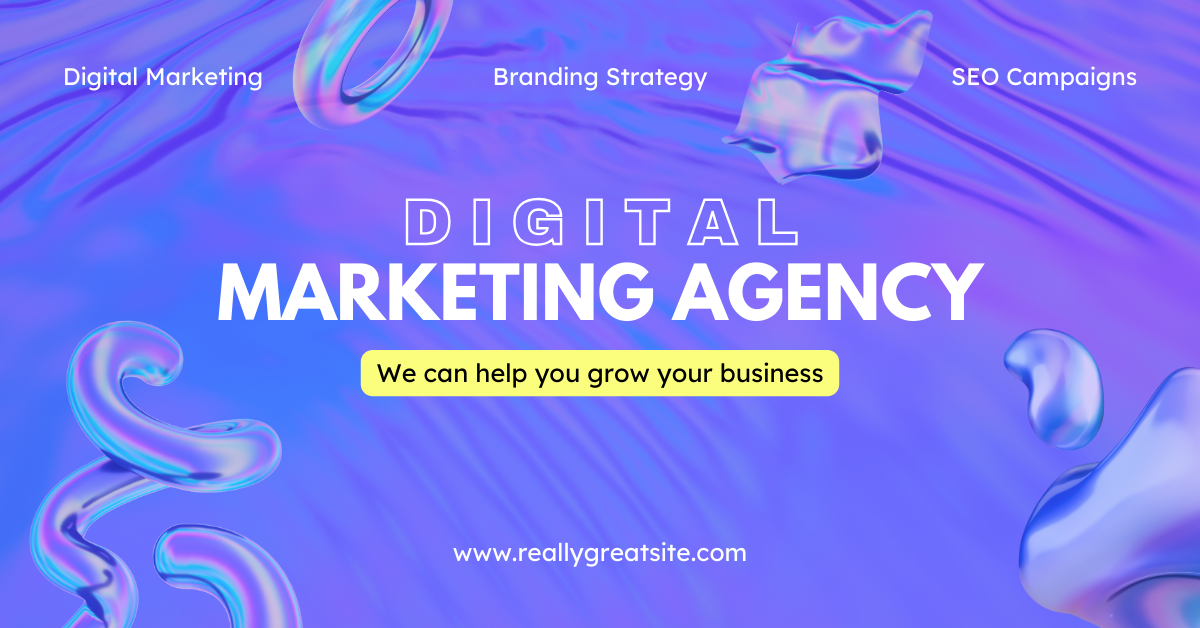 Digital Marketing
Branding Strategy
SEO Campaigns
DIGITAL
MARKETING AGENCY
We can help you grow your business
www.reallygreatsite.com